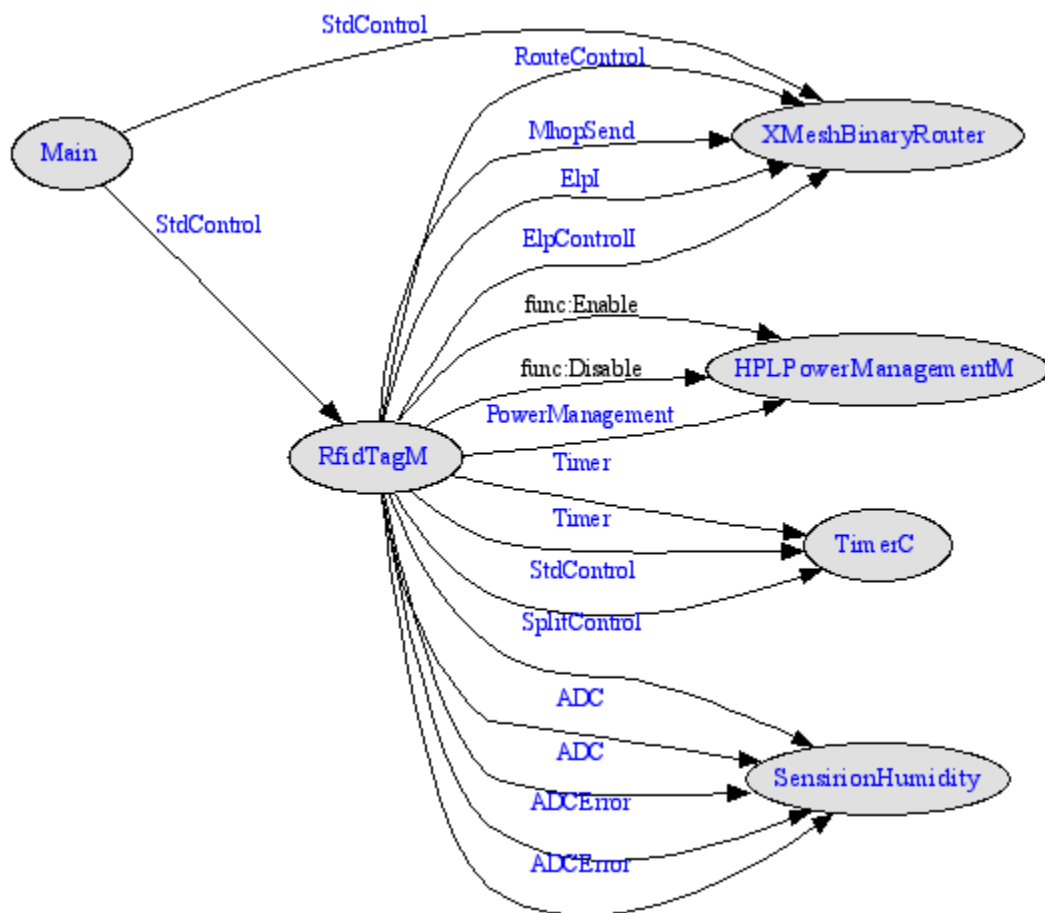 StdControl
RouteControl
MhopSend
XMeshBinaryRouter
Main
ElpI
StdControl
ElpControlI
func:Enable
func:Disable
HPLPowerManagementM
PowerManagement
RfidTagM
Timer
Timer
TimerC
StdControl
SplitControl
ADC
ADC
SensirionHumidity
ADCError
ADCError